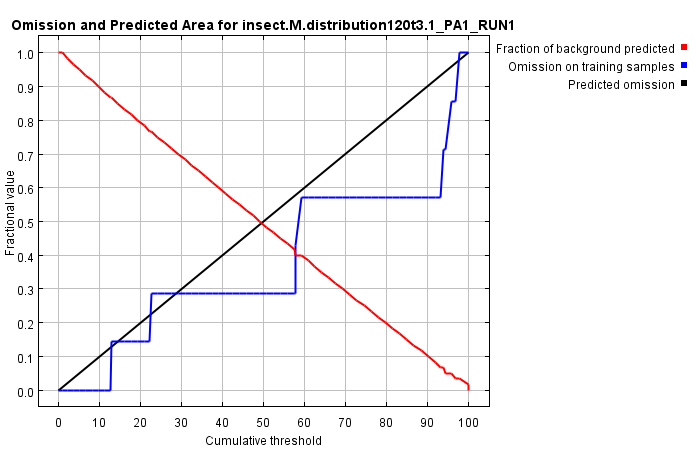 Omission and Predicted Area for insect.M.distribution120t3.1_PA1_RUN1
Fraction of background predicted
Omission on training samples
Predicted omission
Fractional value
1.0
0.9
0.8
0.7
0.6
0.5
0.4
0.3
0.2
0.1
0.0
0 10 20 30 40 50 60 70 80 90 100
Cumulative threshold